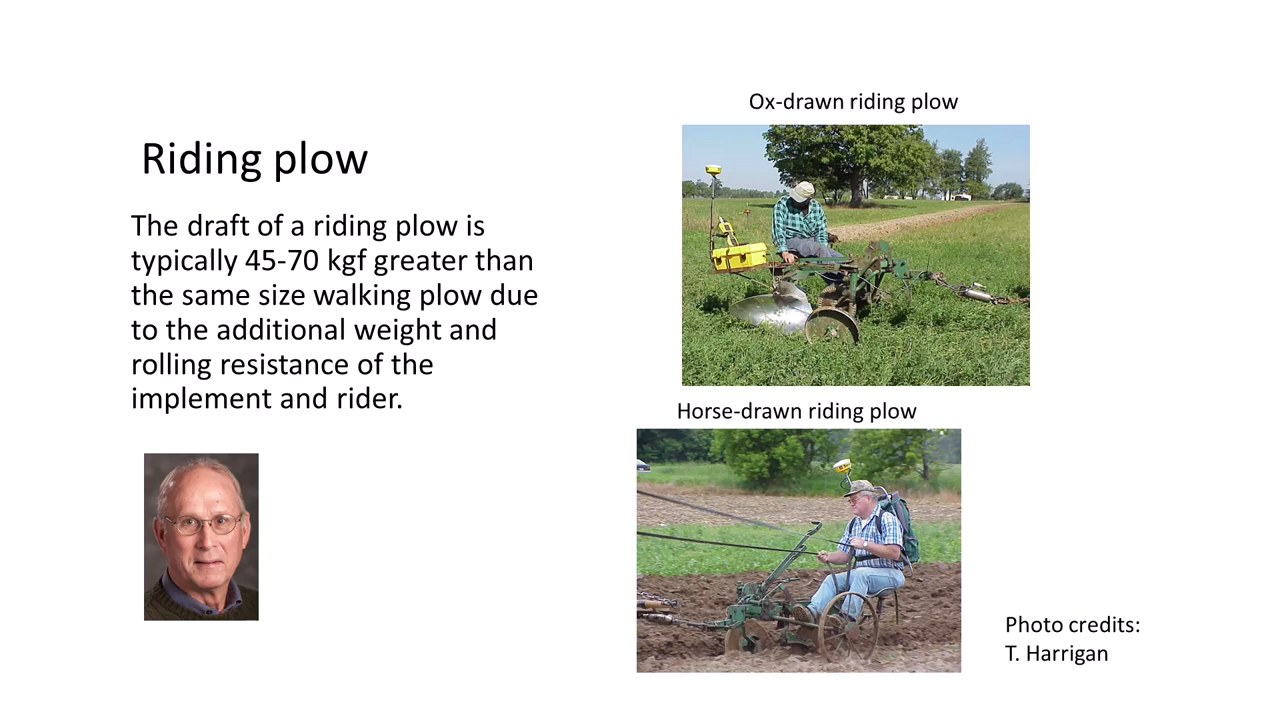 Riding plow
The draft of a riding plow is
typically 45-70 kgf greater than
the same size walking plow due
to the additional weight and
rolling resistance of the
implement and rider.
Ox-drawn riding plow
Horse-drawn riding plow
Photo credits:
T. Harrigan